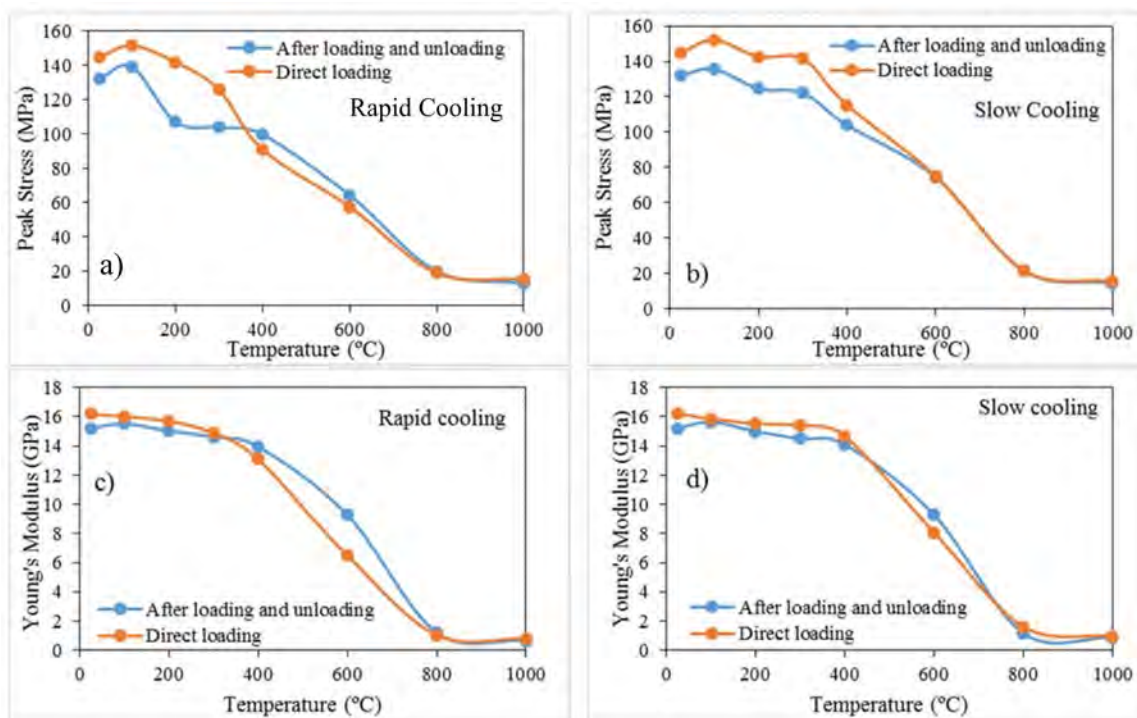 160
140
120
100
80
60
40
20
0
Peak Stress (MPa)
After loading and unloading
Direct loading
Rapid Cooling
a)
0 200 400 600 800 1000
Temperature (ºC)
160
140
120
100
80
60
40
20
0
Peak Stress (MPa)
After loading and unloading
Direct loading
Slow Cooling
b)
0 200 400 600 800 1000
Temperature (ºC)
18
16
14
12
10
8
6
4
2
0
Young's Modulus (GPa)
Rapid cooling
c)
After loading and unloading
Direct loading
0 200 400 600 800 1000
Temperature (ºC)
18
16
14
12
10
8
6
4
2
0
Young's Modulus (GPa)
Slow cooling
d)
After loading and unloading
Direct loading
0 200 400 600 800 1000
Temperature (ºC)